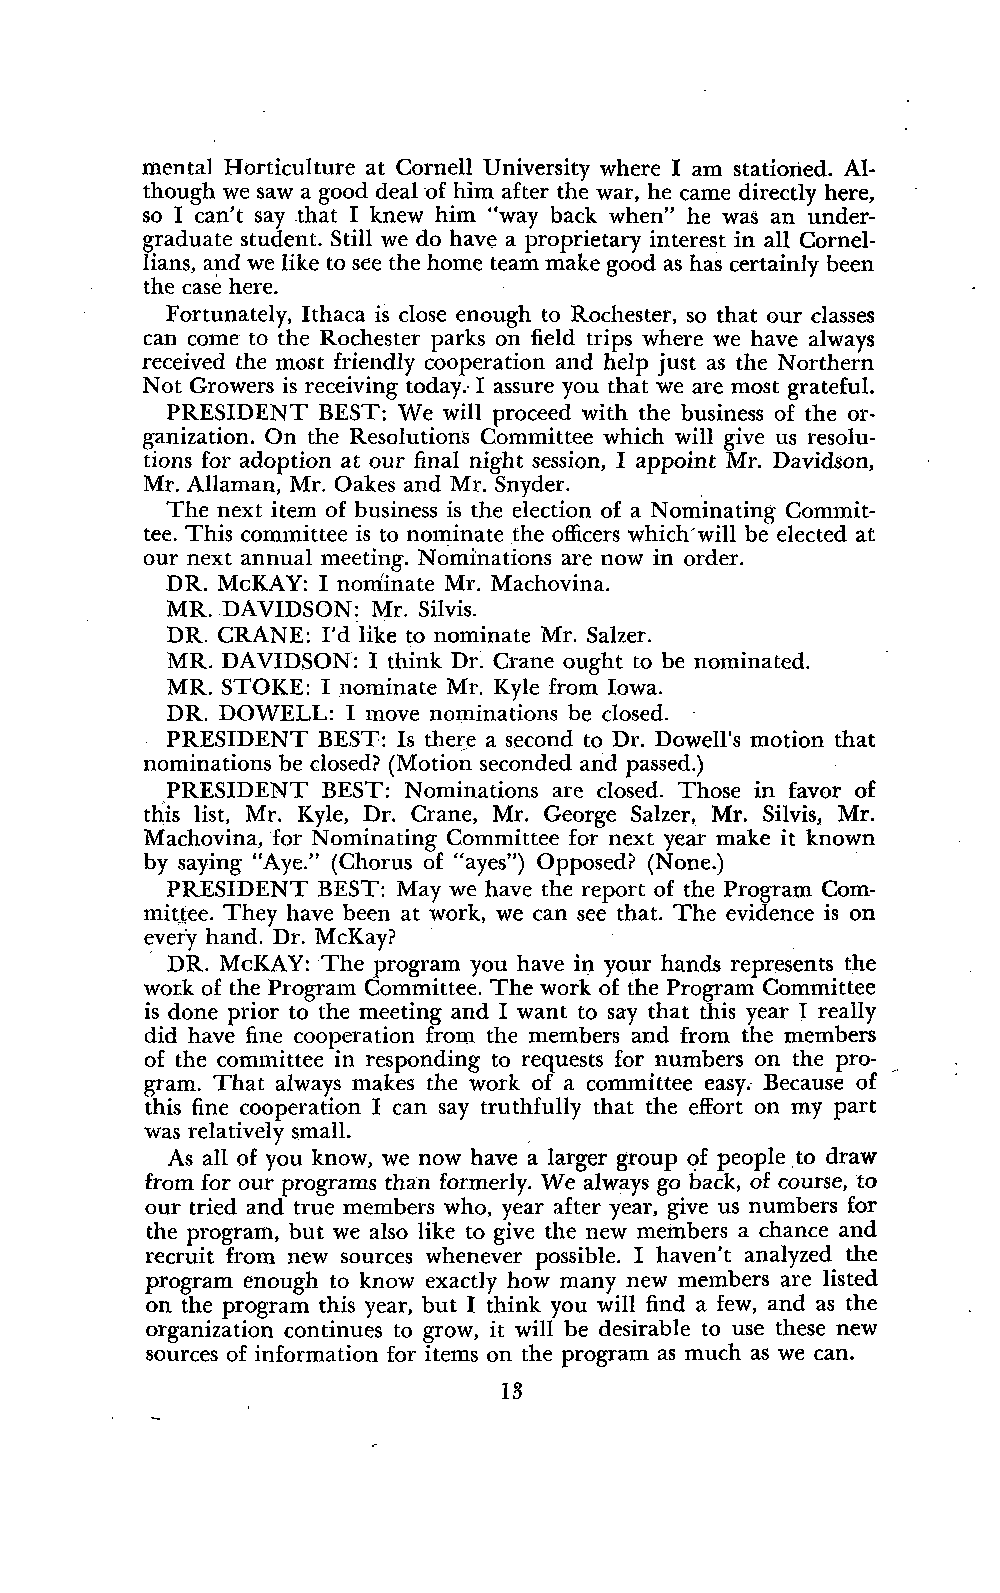 mental Horticulture at Cornell University where I am stationed. Al-
though we saw a good deal of him after the war, he came directly here,
so I can't say that I knew him "way back when" he was an under-
graduate student. Still we do have a proprietary interest in all Cornel-
lians, and we like to see the home team make good as has certainly been
the case here.
Fortunately, Ithaca is close enough to Rochester, so that our classes
can come to the Rochester parks on field trips where we have always
received the most friendly cooperation and help just as the Northern
Not Growers is receiving today. I assure you that we are most grateful.
PRESIDENT BEST: We will proceed with the business of the or-
ganization. On the Resolutions Committee which will give us resolu-
tions for adoption at our final night session, I appoint Mr. Davidson,
Mr. Allaman, Mr. Oakes and Mr. Snyder.
The next item of business is the election of a Nominating Commit-
tee. This committee is to nominate the officers which will be elected at
our next annual meeting. Nominations are now in order.
DR. McKAY: I nominate Mr. Machovina.
MR. DAVIDSON: Mr. Silvis.
DR. CRANE: I'd like to nominate Mr. Salzer.
MR. DAVIDSON: I think Dr. Crane ought to be nominated.
MR. STOKE: I nominate Mr. Kyle from Iowa.
DR. DOWELL: I move nominations be closed.
PRESIDENT BEST: Is there a second to Dr. Dowell's motion that
nominations be closed? (Motion seconded and passed.)
PRESIDENT BEST: Nominations are closed. Those in favor of
this list, Mr. Kyle, Dr. Crane, Mr. George Salzer, Mr. Silvis, Mr.
Machovina, for Nominating Committee for next year make it known
by saying "Aye." (Chorus of "ayes") Opposed? (None.)
PRESIDENT BEST: May we have the report of the Program Com-
mittee. They have been at work, we can see that. The evidence is on
every hand. Dr. McKay?
DR. McKAY: The program you have in your hands represents the
work of the Program Committee. The work of the Program Committee
is done prior to the meeting and I want to say that this year I really
did have fine cooperation from the members and from the members
of the committee in responding to requests for numbers on the pro-
gram. That always makes the work of a committee easy. Because of
this fine cooperation I can say truthfully that the effort on my part
was relatively small.
As all of you know, we now have a larger group of people to draw
from for our programs than formerly. We always go back, of course, to
our tried and true members who, year after year, give us numbers for
the program, but we also like to give the new members a chance and
recruit from new sources whenever possible. I haven't analyzed the
program enough to know exactly how many new members are listed
on the program this year, but I think you will find a few, and as the
organization continues to grow, it will be desirable to use these new
sources of information for items on the program as much as we can.
13